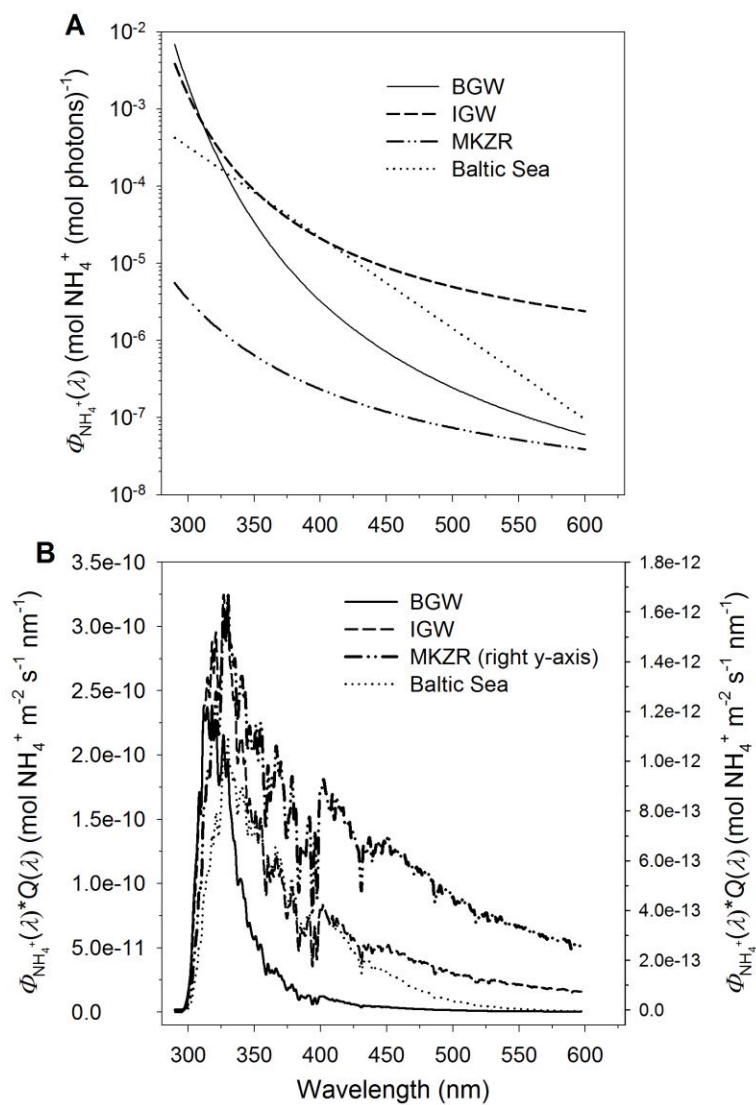 A
Φ_NH₄⁺(λ) (mol NH₄⁺ (mol photons)⁻¹)
10⁻²
10⁻³
10⁻⁴
10⁻⁵
10⁻⁶
10⁻⁷
10⁻⁸
BGW
IGW
MKZR
Baltic Sea
300 350 400 450 500 550 600
B
Φ_NH₄⁺(λ)*Q(λ) (mol NH₄⁺ m⁻² s⁻¹ nm⁻¹)
3.5e-10
3.0e-10
2.5e-10
2.0e-10
1.5e-10
1.0e-10
5.0e-11
0.0
BGW
IGW
MKZR (right y-axis)
Baltic Sea
1.8e-12
1.6e-12
1.4e-12
1.2e-12
1.0e-12
8.0e-13
6.0e-13
4.0e-13
2.0e-13
0.0
Φ_NH₄⁺(λ)*Q(λ) (mol NH₄⁺ m⁻² s⁻¹ nm⁻¹)
300 350 400 450 500 550 600
Wavelength (nm)